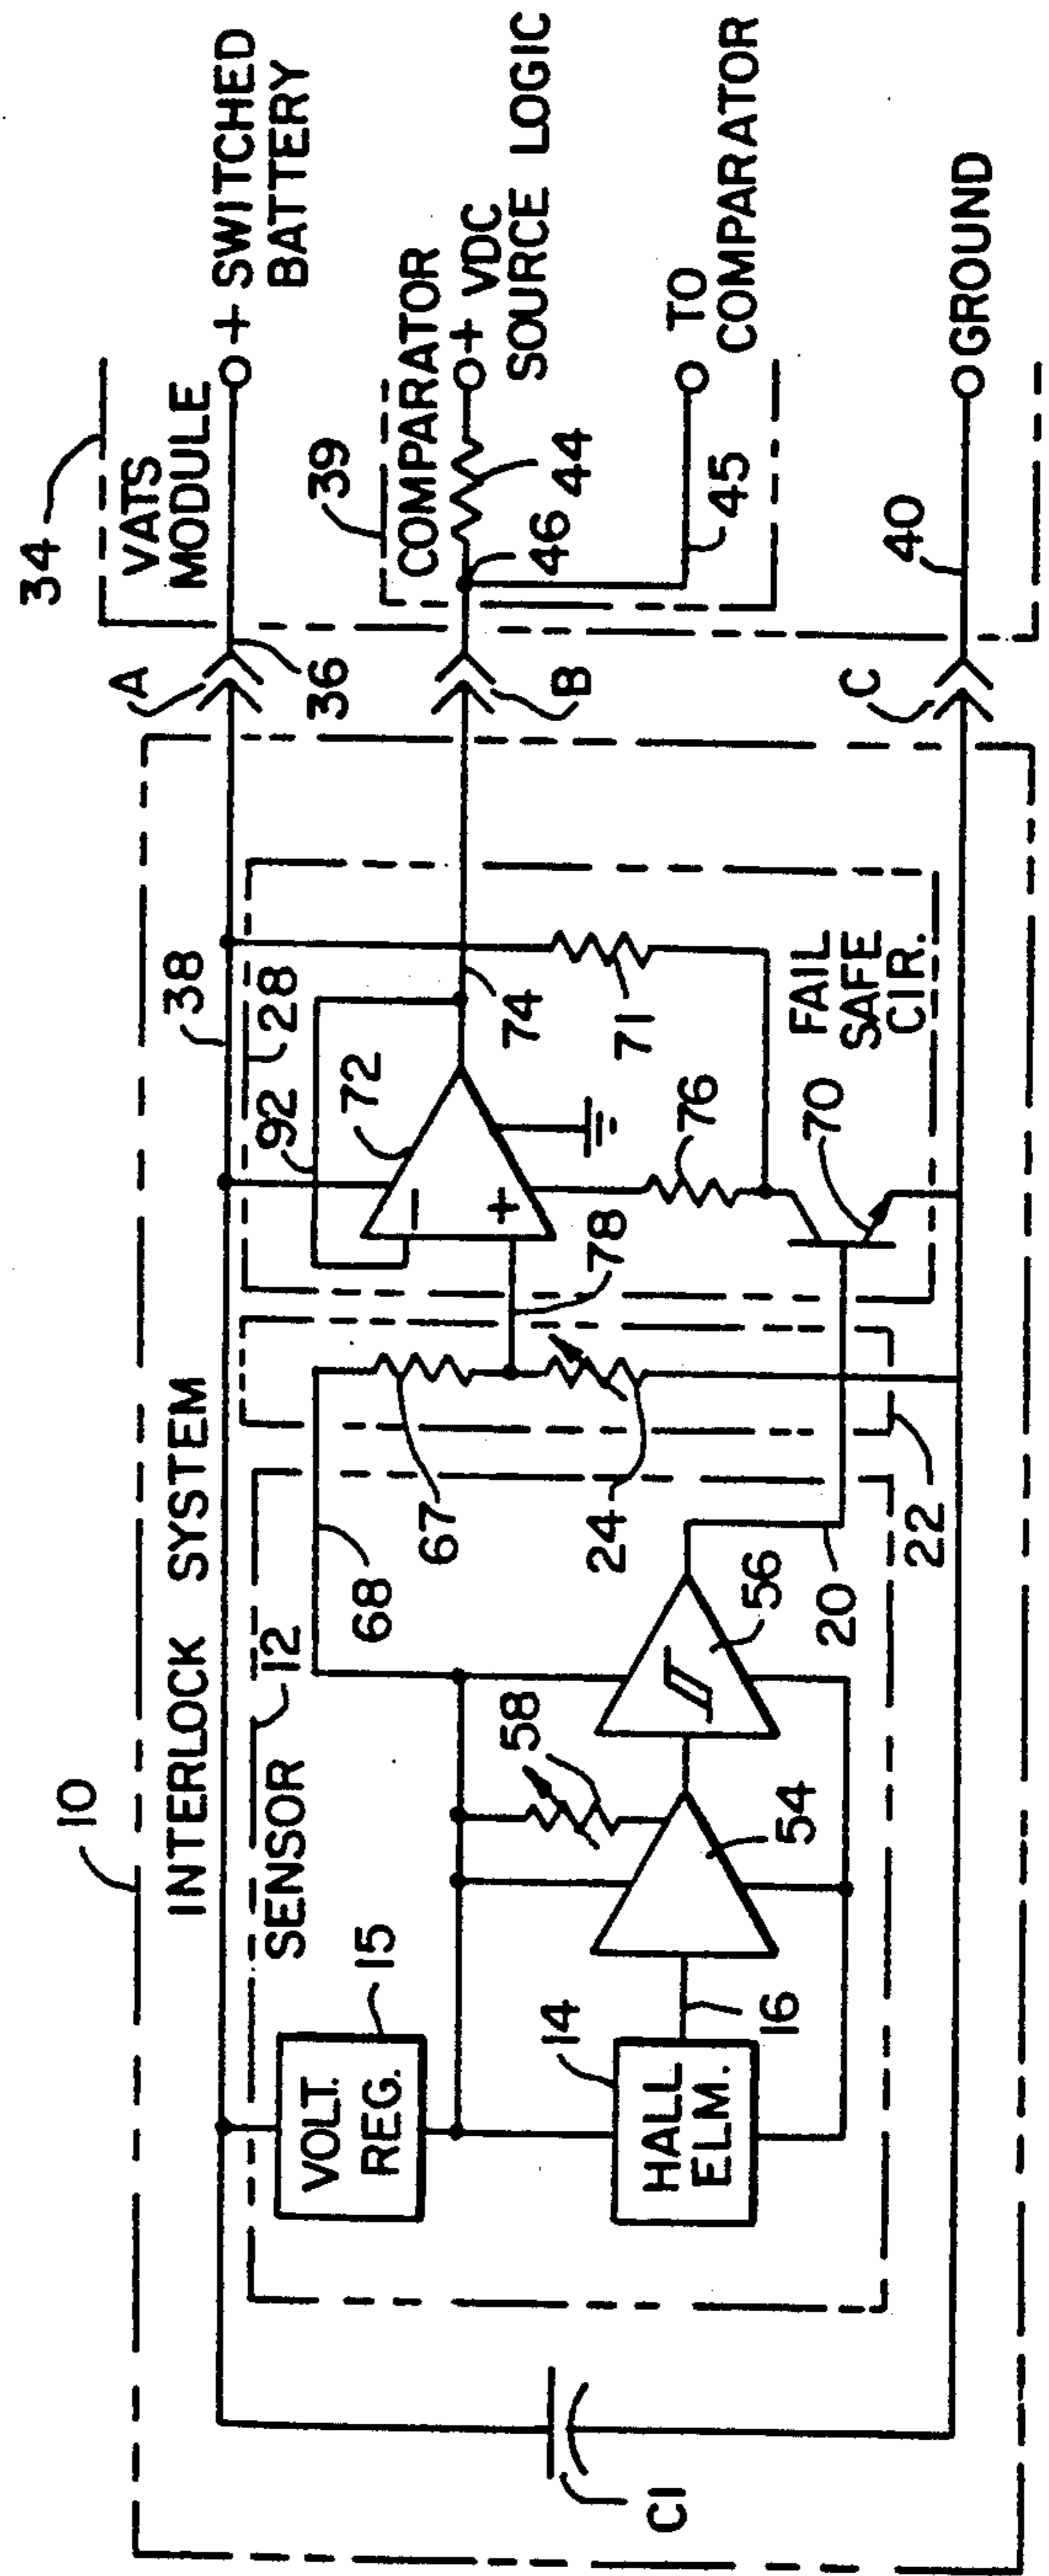 10
INTERLOCK SYSTEM
38
A
36
34
VATS
MODULE
+ SWITCHED
BATTERY
SENSOR
12
15
VOLT.
REG.
14
HALL
ELM.
16
54
58
56
20
68
67
24
22
92
28
72
-
+
78
74
71
76
70
FAIL
SAFE
CIR.
B
39
COMPARATOR
+ VDC
SOURCE LOGIC
44
46
45
TO
COMPARATOR
C
40
GROUND
C1